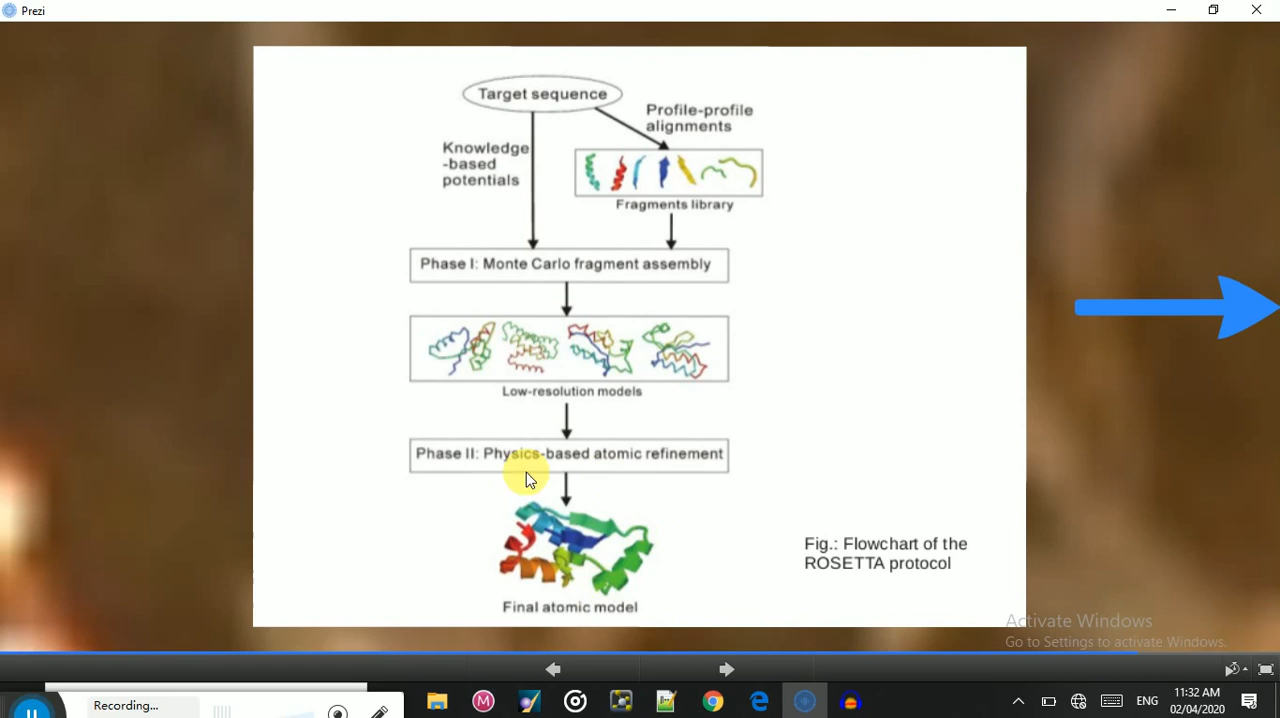 Prezi
Target sequence
Profile-profile
alignments
Knowledge
-based
potentials
Fragments library
Phase I: Monte Carlo fragment assembly
Low-resolution models
Phase II: Physics-based atomic refinement
Final atomic model
Fig.: Flowchart of the
ROSETTA protocol
Activate Windows
Go to Settings to activate Windows.
Recording...
ENG
11:32 AM
02/04/2020